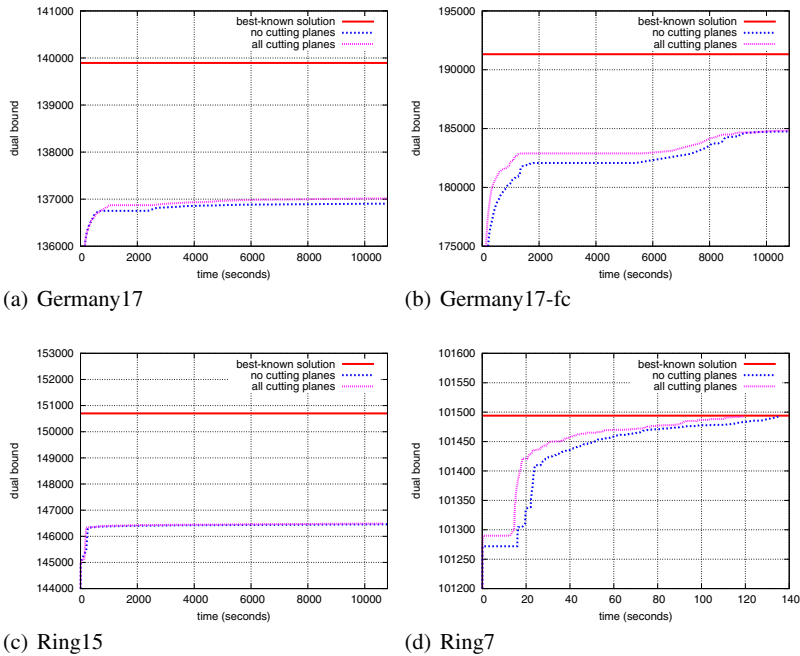 141000
140000
139000
138000
137000
136000
dual bound
best-known solution
no cutting planes
all cutting planes
0 2000 4000 6000 8000 10000
time (seconds)
(a) Germany17
195000
190000
185000
180000
175000
dual bound
best-known solution
no cutting planes
all cutting planes
0 2000 4000 6000 8000 10000
time (seconds)
(b) Germany17-fc
153000
152000
151000
150000
149000
148000
147000
146000
145000
144000
dual bound
best-known solution
no cutting planes
all cutting planes
0 2000 4000 6000 8000 10000
time (seconds)
(c) Ring15
101600
101550
101500
101450
101400
101350
101300
101250
101200
dual bound
best-known solution
no cutting planes
all cutting planes
0 20 40 60 80 100 120 140
time (seconds)
(d) Ring7